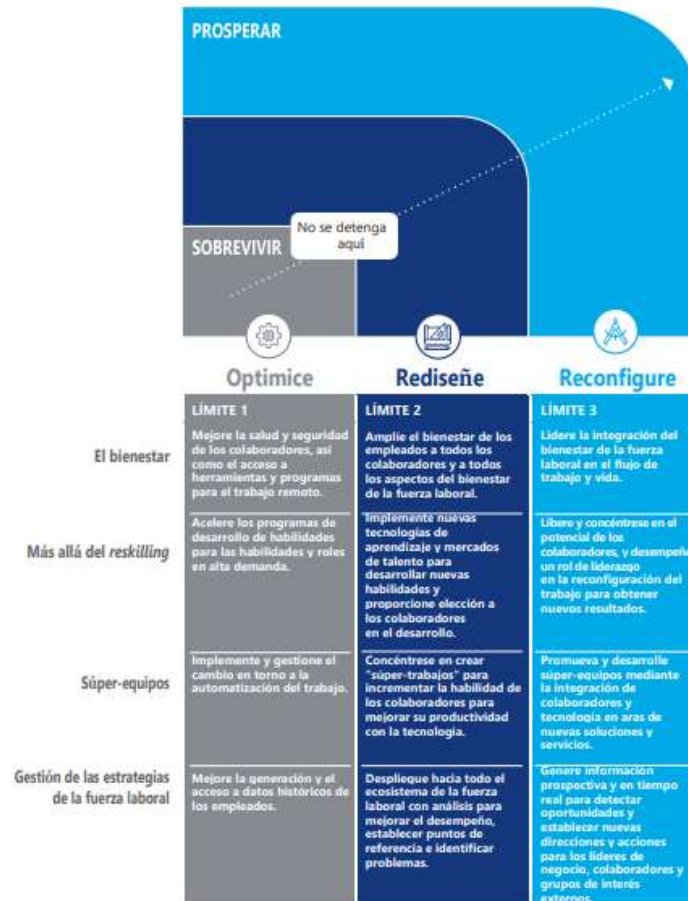 PROSPERAR
No se detenga
aquí
SOBREVIVIR
Optimice
Rediseñe
Reconfigure
LÍMITE 1
LÍMITE 2
LÍMITE 3
El bienestar
Mejore la salud y seguridad
de los colaboradores, así
como el acceso a
herramientas y programas
para el trabajo remoto.
Amplíe el bienestar de los
empleados a todos los
colaboradores y a todos
los aspectos del bienestar
de la fuerza laboral.
Lidere la integración del
bienestar de la fuerza
laboral en el flujo de
trabajo y vida.
Más allá del reskilling
Acelere los programas de
desarrollo de habilidades
para las habilidades y roles
en alta demanda.
Implemente nuevas
tecnologías de
aprendizaje y mercados
de talento para
desarrollar nuevas
habilidades y
proporcione elección a
los colaboradores
en el desarrollo.
Libere y concéntrese en el
potencial de los
colaboradores, y desempeñe
un rol de liderazgo
en la reconfiguración del
trabajo para obtener
nuevos resultados.
Súper-equipos
Implemente y gestione el
cambio en torno a la
automatización del trabajo.
Concéntrese en crear
"súper-trabajos" para
incrementar la habilidad de
los colaboradores para
mejorar su productividad
con la tecnología.
Promueva y desarrolle
súper-equipos mediante
la integración de
colaboradores y
tecnología en aras de
nuevas soluciones y
servicios.
Gestión de las estrategias
de la fuerza laboral
Mejore la generación y el
acceso a datos históricos de
los empleados.
Despliegue hacia todo el
ecosistema de la fuerza
laboral con análisis para
mejorar el desempeño,
establecer puntos de
referencia e identificar
problemas.
Genere información
prospectiva y en tiempo
real para detectar
oportunidades y
establecer nuevas
direcciones y acciones
para los líderes de
negocio, colaboradores y
grupos de interés
externos.